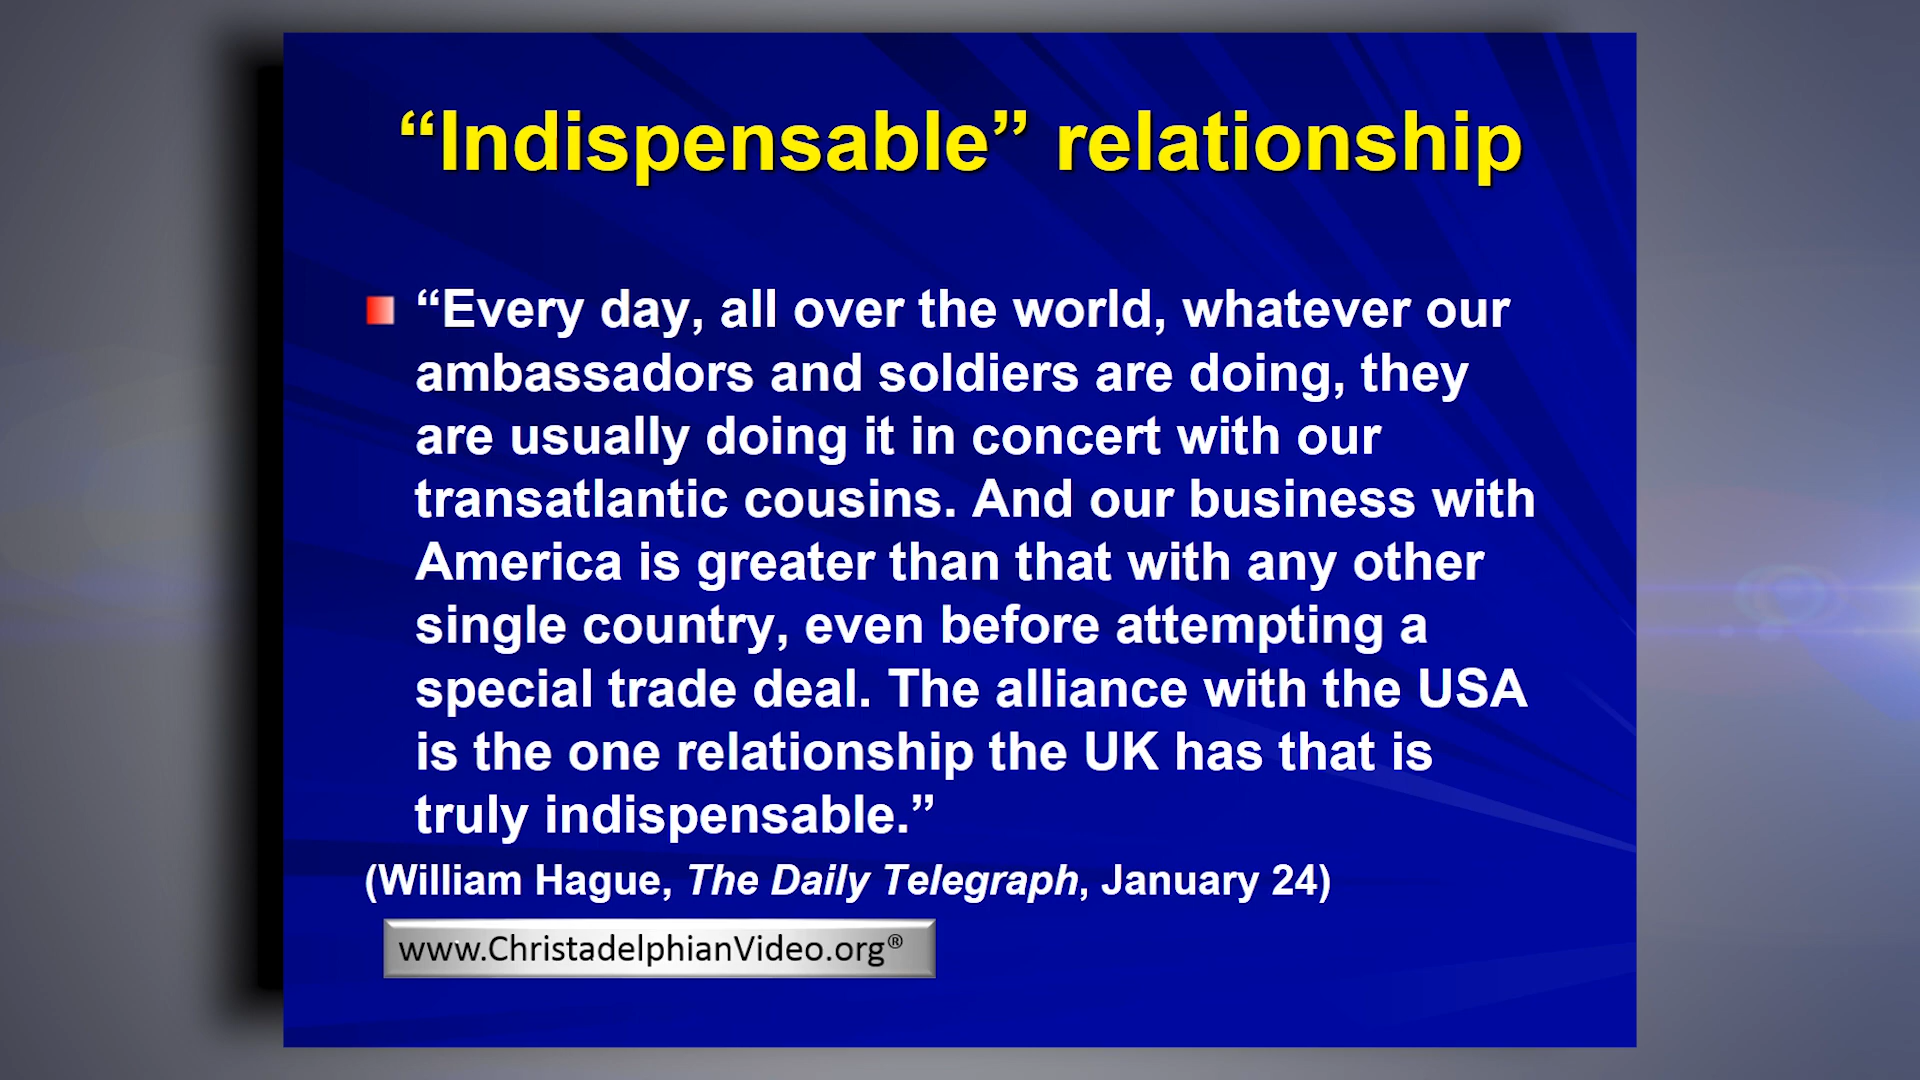 “Indispensable” relationship
“Every day, all over the world, whatever our
ambassadors and soldiers are doing, they
are usually doing it in concert with our
transatlantic cousins. And our business with
America is greater than that with any other
single country, even before attempting a
special trade deal. The alliance with the USA
is the one relationship the UK has that is
truly indispensable.”
(William Hague, The Daily Telegraph, January 24)
www.ChristadelphianVideo.org®